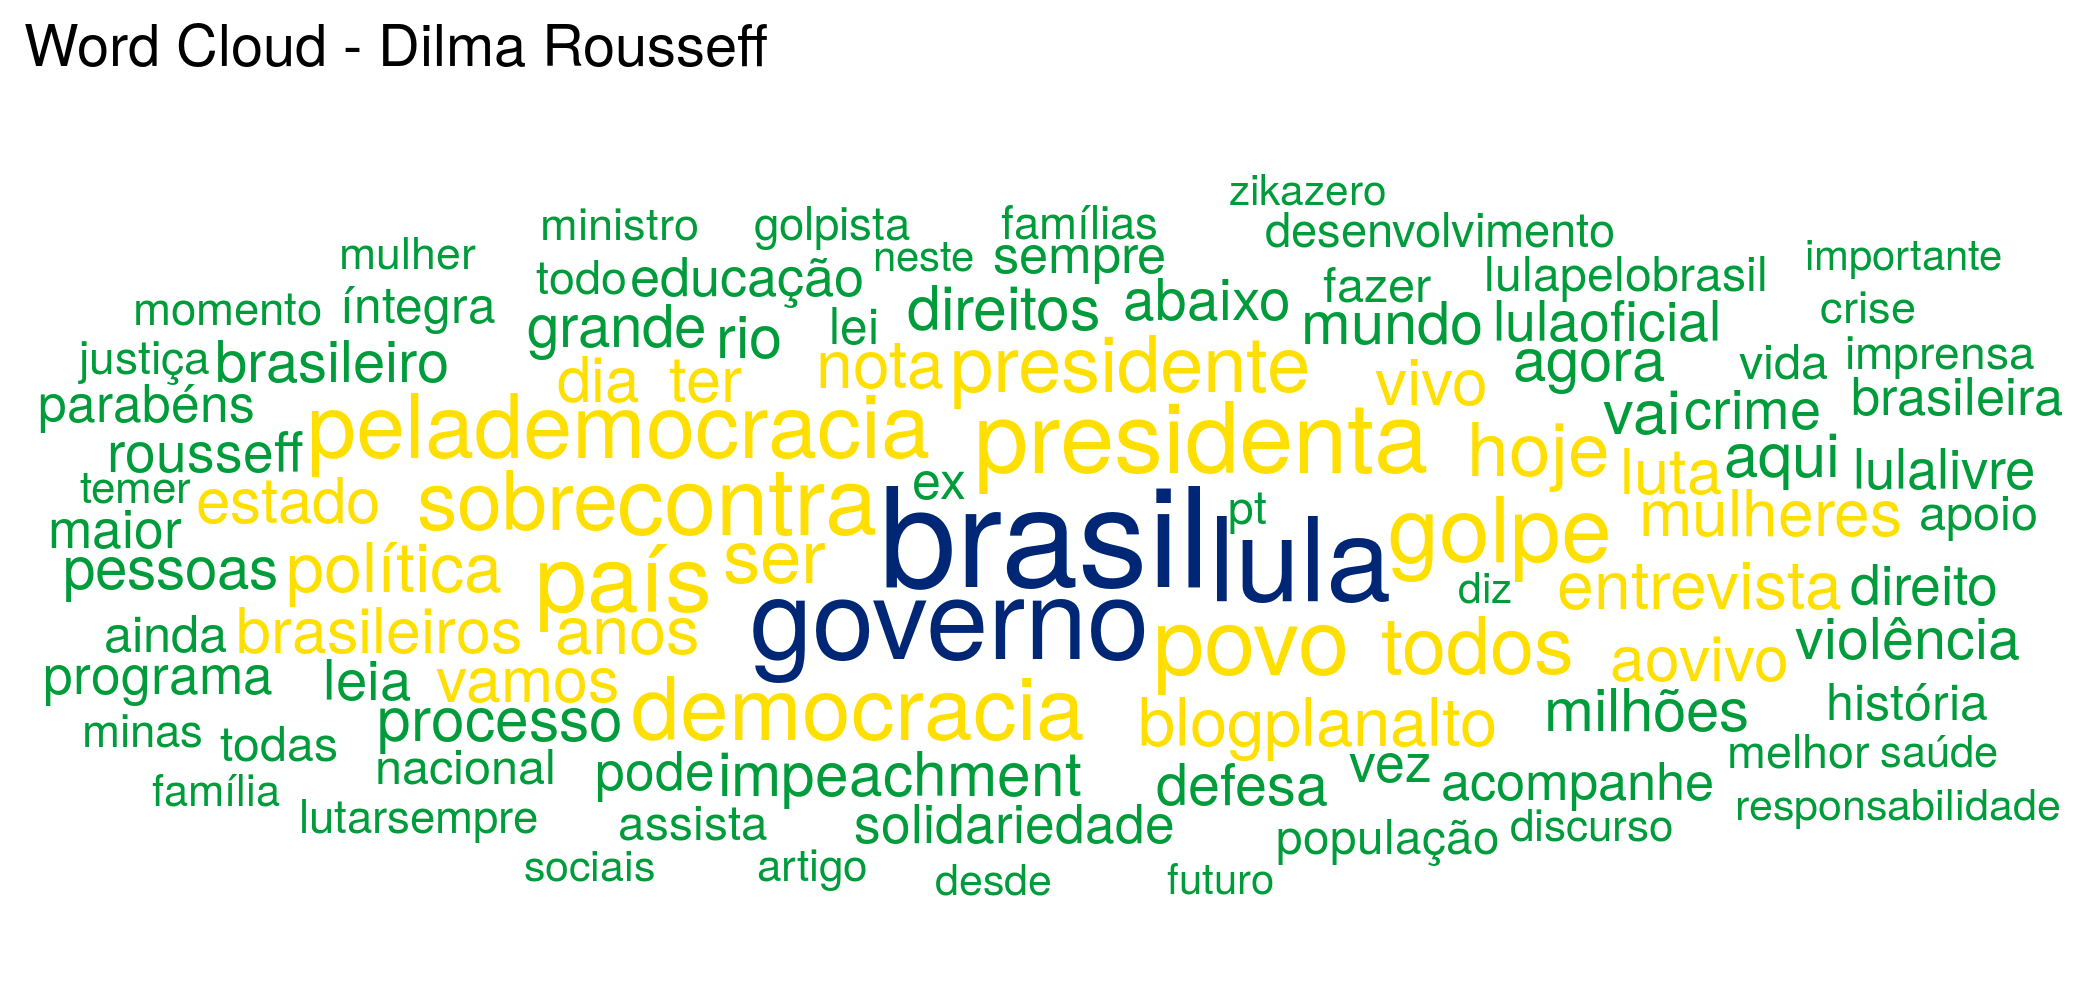 Word Cloud - Dilma Rousseff
zikazero
ministro golpista famílias desenvolvimento
mulher neste sempre importante
todo educação fazer lulapelobrasil
momento íntegra direitos abaixo crise
grande rio lei mundo lulaoficial
justiça brasileiro nota presidente agora vida imprensa
dia ter vivo
parabéns vai crime brasileira
pelademocracia presidenta
rousseff hoje luta aqui lulalivre
temer estado sobre contra ex
maior pt golpe mulheres apoio
brasil lula
pessoas política país ser diz entrevista direito
ainda brasileiros anos governo povo todos violência
programa leia vamos aovivo
processo democracia blogplanalto milhões história
minas todas melhor saúde
nacional pode impeachment defesa vez acompanhe
família responsabilidade
lutarsempre assista solidariedade população discurso
sociais artigo desde futuro